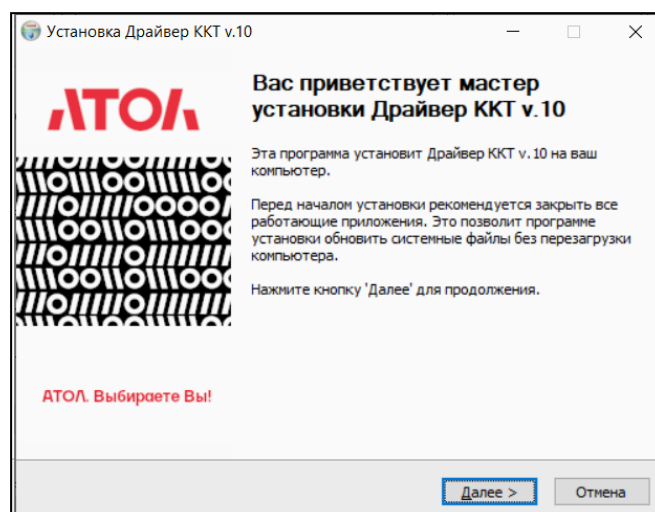 Установка Драйвер ККТ v.10
АТОЛ
Вас приветствует мастер
установки Драйвер ККТ v.10
Эта программа установит Драйвер ККТ v.10 на ваш
компьютер.
Перед началом установки рекомендуется закрыть все
работающие приложения. Это позволит программе
установки обновить системные файлы без перезагрузки
компьютера.
Нажмите кнопку 'Далее' для продолжения.
АТОЛ. Выбираете Вы!
Далее >
Отмена